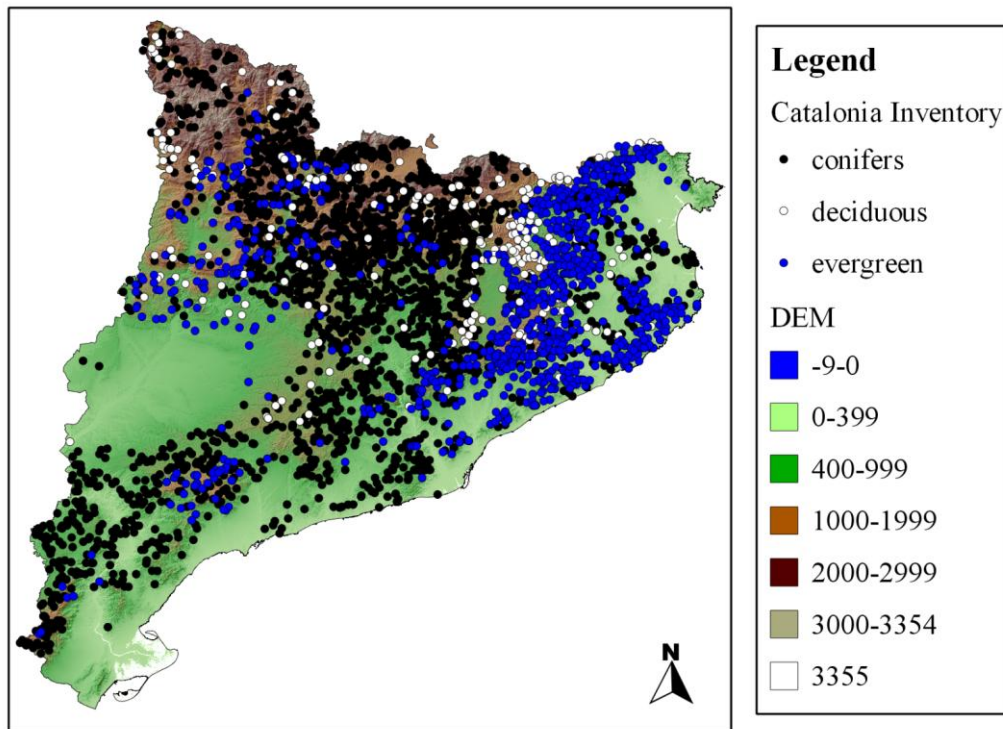 N
Legend
Catalonia Inventory
conifers
deciduous
evergreen
DEM
-9-0
0-399
400-999
1000-1999
2000-2999
3000-3354
3355